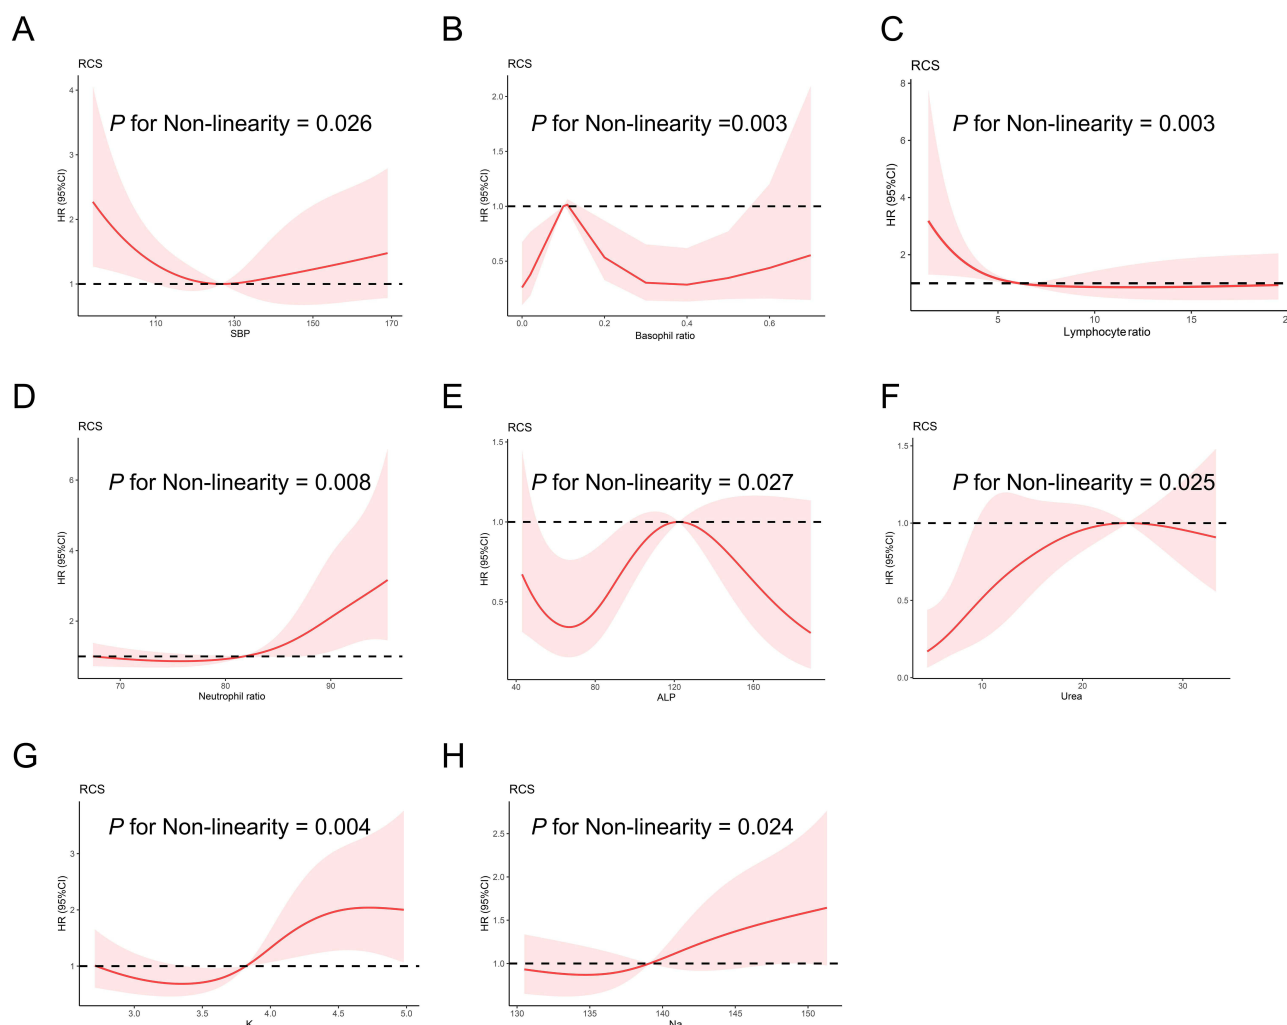 A
RCS
P for Non-linearity = 0.026
HR (95%CI)
4
3
2
1
110
130
150
170
SBP
B
RCS
P for Non-linearity =0.003
HR (95%CI)
2.0
1.5
1.0
0.5
0.0
0.2
0.4
0.6
Basophil ratio
C
RCS
P for Non-linearity = 0.003
HR (95%CI)
8
6
4
2
5
10
15
Lymphocyte ratio
D
RCS
P for Non-linearity = 0.008
HR (95%CI)
6
4
2
70
80
90
Neutrophil ratio
E
RCS
P for Non-linearity = 0.027
HR (95%CI)
1.5
1.0
0.5
40
80
120
160
ALP
F
RCS
P for Non-linearity = 0.025
HR (95%CI)
1.5
1.0
0.5
0.0
10
20
30
Urea
G
RCS
P for Non-linearity = 0.004
HR (95%CI)
3
2
1
3.0
3.5
4.0
4.5
5.0
K
H
RCS
P for Non-linearity = 0.024
HR (95%CI)
2.5
2.0
1.5
1.0
130
135
140
145
150
Na